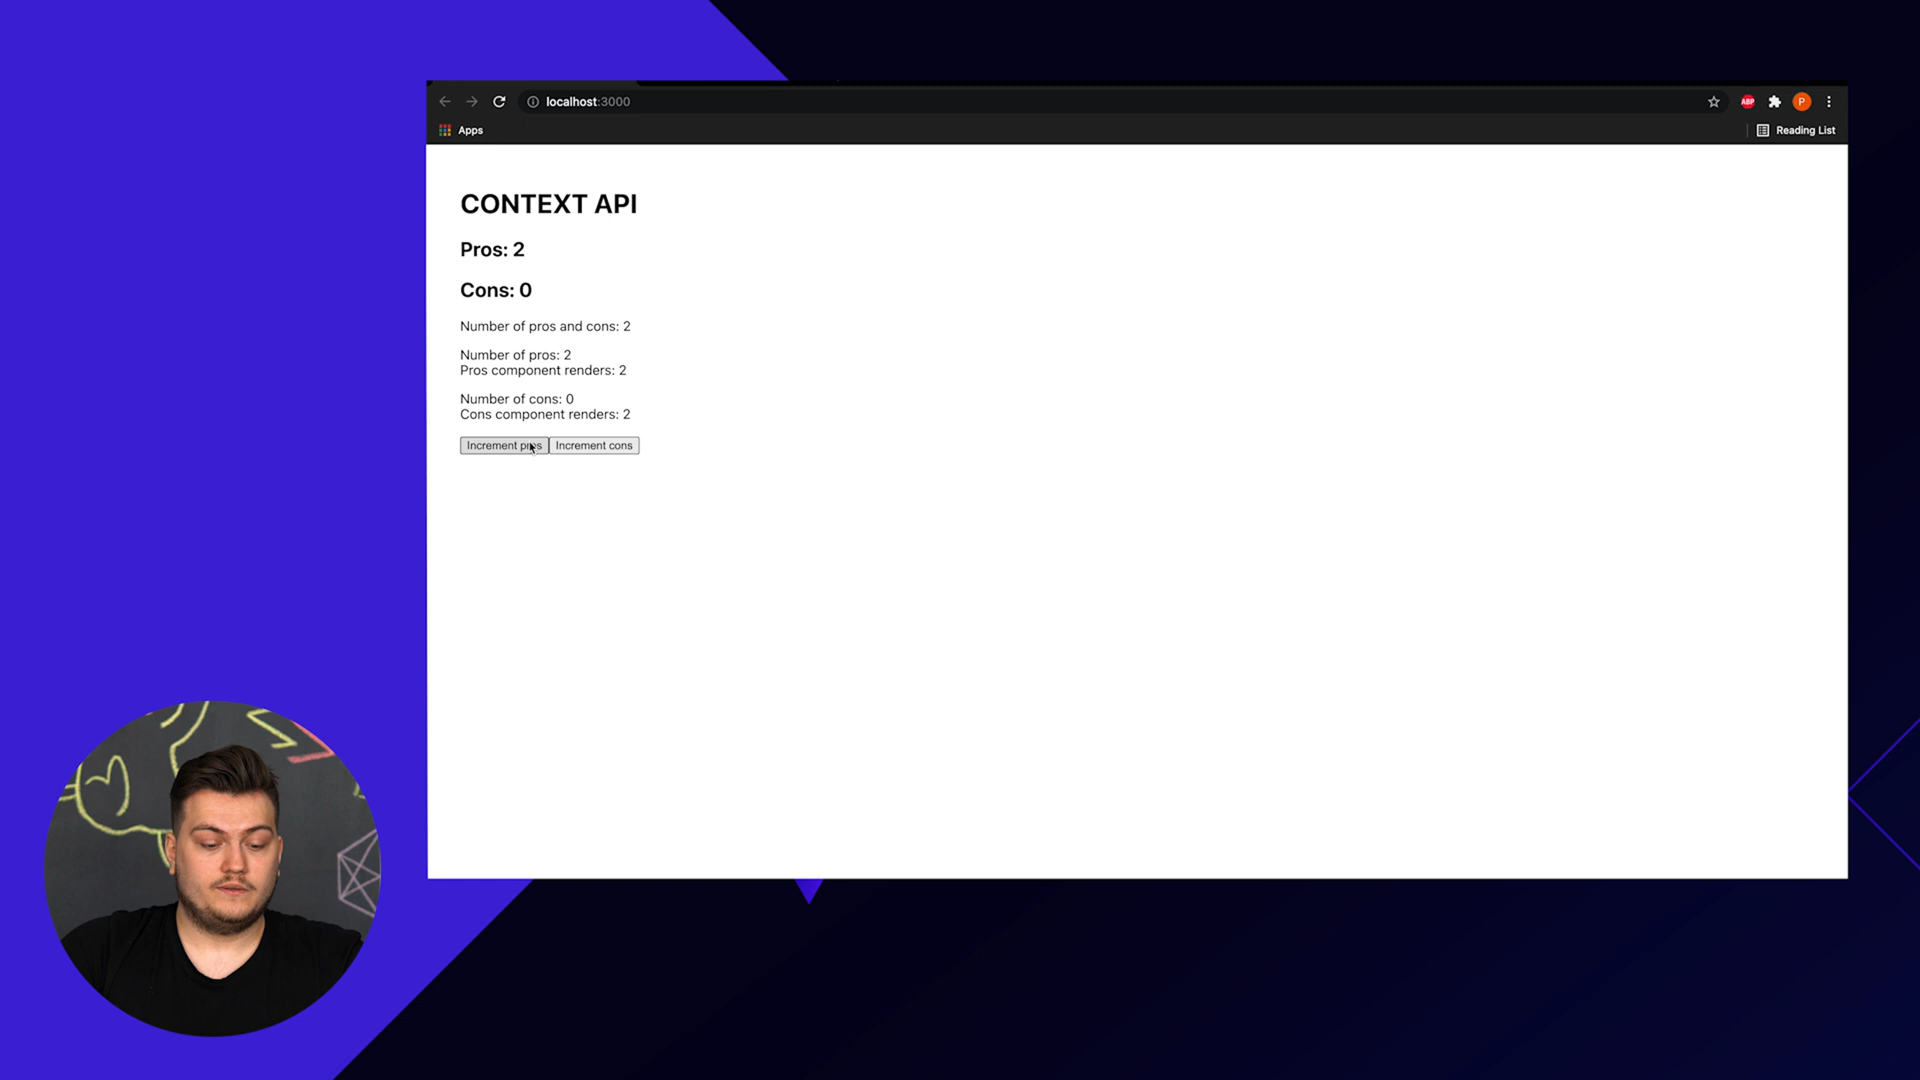 localhost:3000
ABP
P
Apps
Reading List
CONTEXT API
Pros: 2
Cons: 0
Number of pros and cons: 2
Number of pros: 2
Pros component renders: 2
Number of cons: 0
Cons component renders: 2
Increment pros
Increment cons